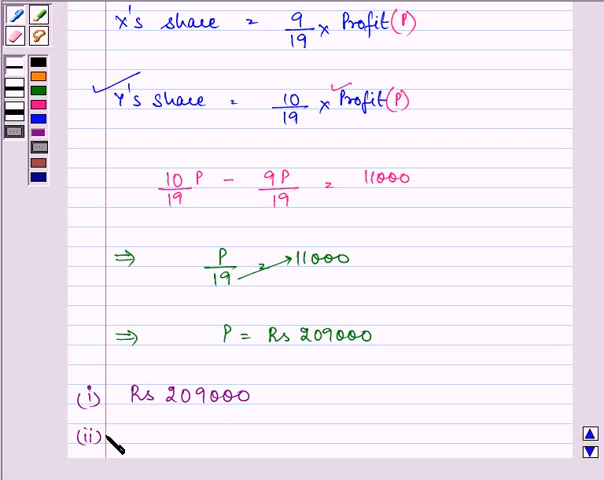 X's share = 9/19 × Profit (P)
Y's share = 10/19 × Profit (P)
10/19 P - 9P/19 = 11000
⇒ P/19 = 11000
⇒ P = Rs 209000
(i) Rs 209000
(ii)